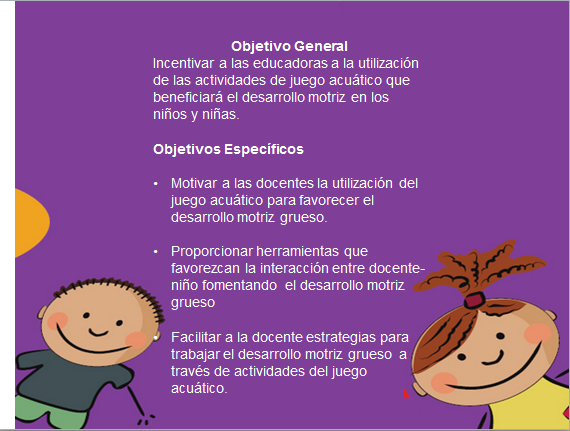 Objetivo General
Incentivar a las educadoras a la utilización
de las actividades de juego acuático que
beneficiará el desarrollo motriz en los
niños y niñas.
Objetivos Específicos
• Motivar a las docentes la utilización del
juego acuático para favorecer el
desarrollo motriz grueso.
• Proporcionar herramientas que
favorezcan la interacción entre docente-
niño fomentando el desarrollo motriz
grueso
Facilitar a la docente estrategias para
trabajar el desarrollo motriz grueso a
través de actividades del juego
acuático.